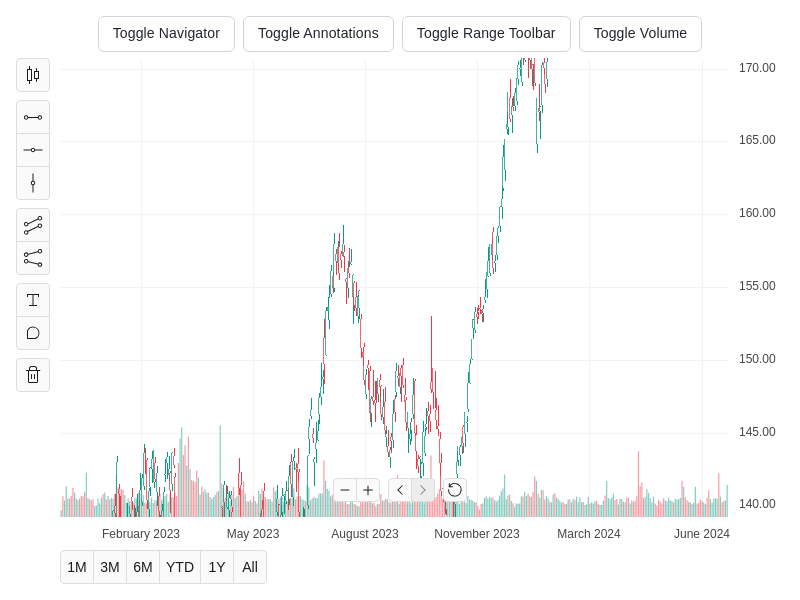 Toggle Navigator
Toggle Annotations
Toggle Range Toolbar
Toggle Volume
170.00
165.00
160.00
155.00
150.00
145.00
140.00
February 2023
May 2023
August 2023
November 2023
March 2024
June 2024
1M
3M
6M
YTD
1Y
All